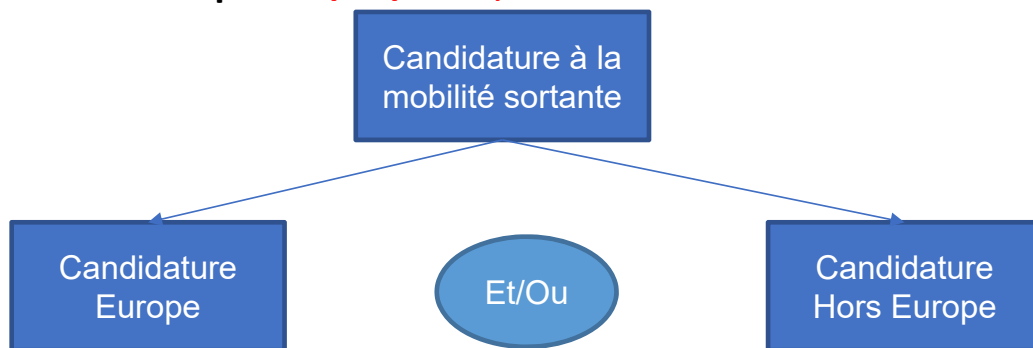 Candidature à la
mobilité sortante
Candidature
Europe
Et/Ou
Candidature
Hors Europe